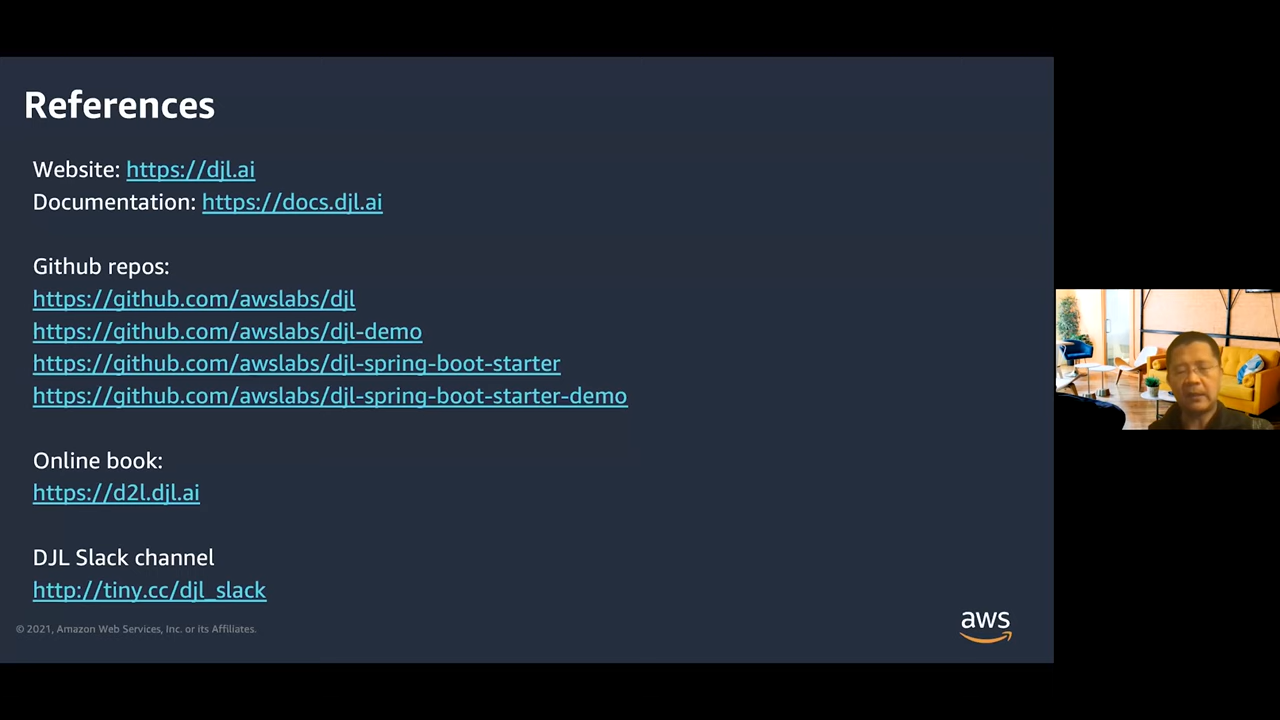 References
Website: https://djl.ai
Documentation: https://docs.djl.ai
Github repos:
https://github.com/awslabs/djl
https://github.com/awslabs/djl-demo
https://github.com/awslabs/djl-spring-boot-starter
https://github.com/awslabs/djl-spring-boot-starter-demo
Online book:
https://d2l.djl.ai
DJL Slack channel
http://tiny.cc/djl_slack
© 2021, Amazon Web Services, Inc. or its Affiliates.
aws